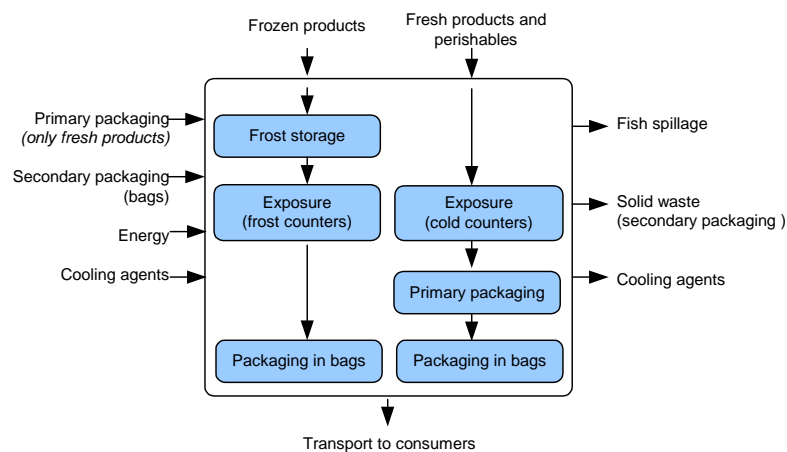 Frozen products
Fresh products and
perishables
Primary packaging
(only fresh products)
Secondary packaging
(bags)
Energy
Cooling agents
Frost storage
Exposure
(frost counters)
Packaging in bags
Exposure
(cold counters)
Primary packaging
Packaging in bags
Fish spillage
Solid waste
(secondary packaging )
Cooling agents
Transport to consumers